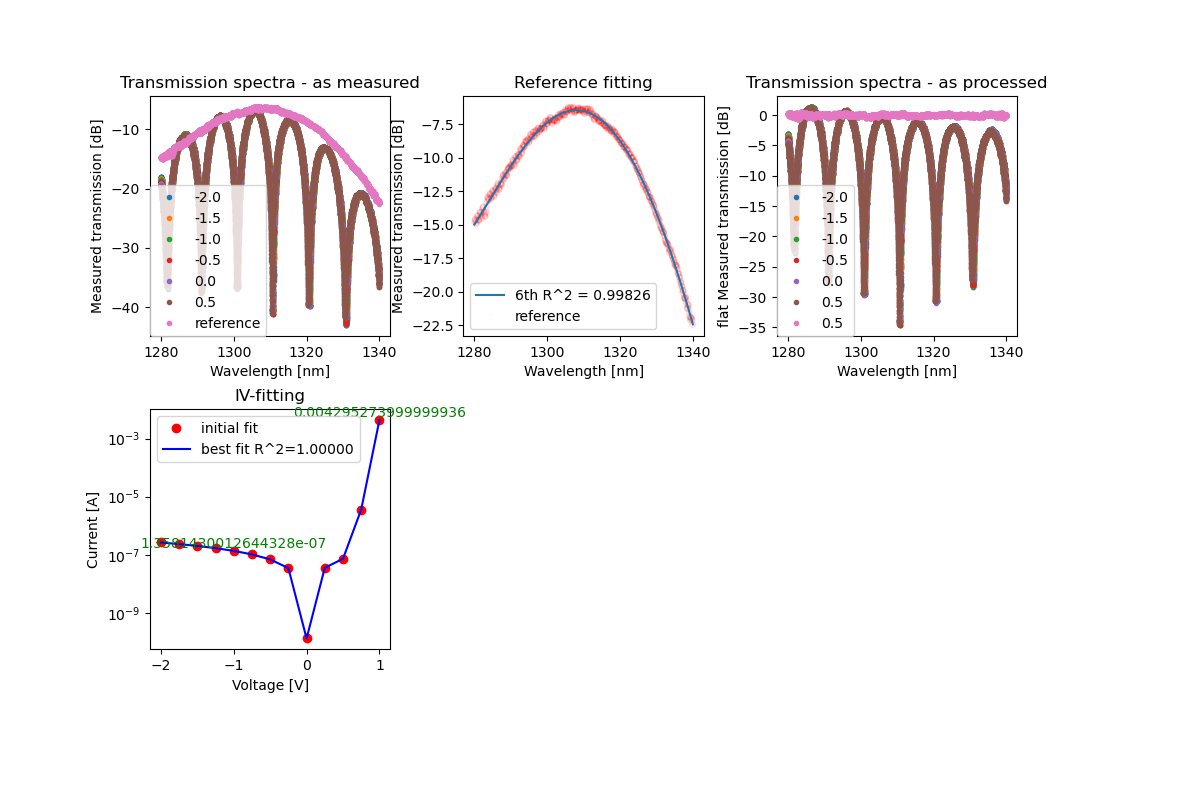 Transmission spectra - as measured
Measured transmission [dB]
-10
-20
-30
-40
-2.0
-1.5
-1.0
-0.5
0.0
0.5
reference
1280 1300 1320 1340
Wavelength [nm]
Reference fitting
Measured transmission [dB]
-7.5
-10.0
-12.5
-15.0
-17.5
-20.0
-22.5
6th R^2 = 0.99826
reference
1280 1300 1320 1340
Wavelength [nm]
Transmission spectra - as processed
flat Measured transmission [dB]
0
-5
-10
-15
-20
-25
-30
-35
-2.0
-1.5
-1.0
-0.5
0.0
0.5
0.5
1280 1300 1320 1340
Wavelength [nm]
IV-fitting
0.004295273999999936
initial fit
best fit R^2=1.00000
Current [A]
10^-3
10^-5
10^-7
10^-9
-2 -1 0 1
Voltage [V]